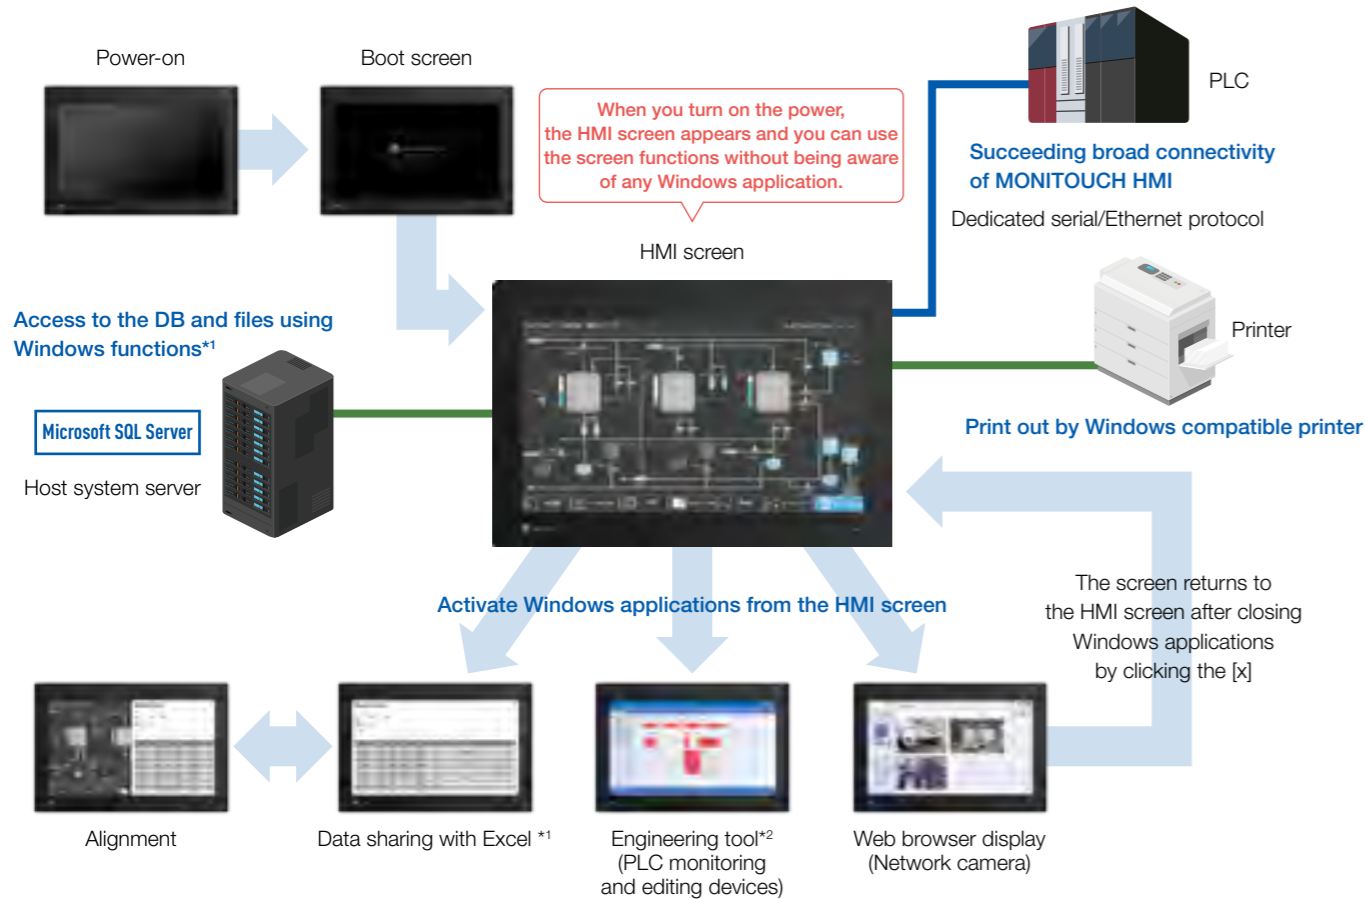 Power-on
Boot screen
When you turn on the power,
the HMI screen appears and you can use
the screen functions without being aware
of any Windows application.
PLC
Succeeding broad connectivity
of MONITOUCH HMI
Dedicated serial/Ethernet protocol
HMI screen
Access to the DB and files using
Windows functions*1
Microsoft SQL Server
Host system server
Printer
Print out by Windows compatible printer
Activate Windows applications from the HMI screen
The screen returns to
the HMI screen after closing
Windows applications
by clicking the [x]
Alignment
Data sharing with Excel *1
Engineering tool*2
(PLC monitoring
and editing devices)
Web browser display
(Network camera)